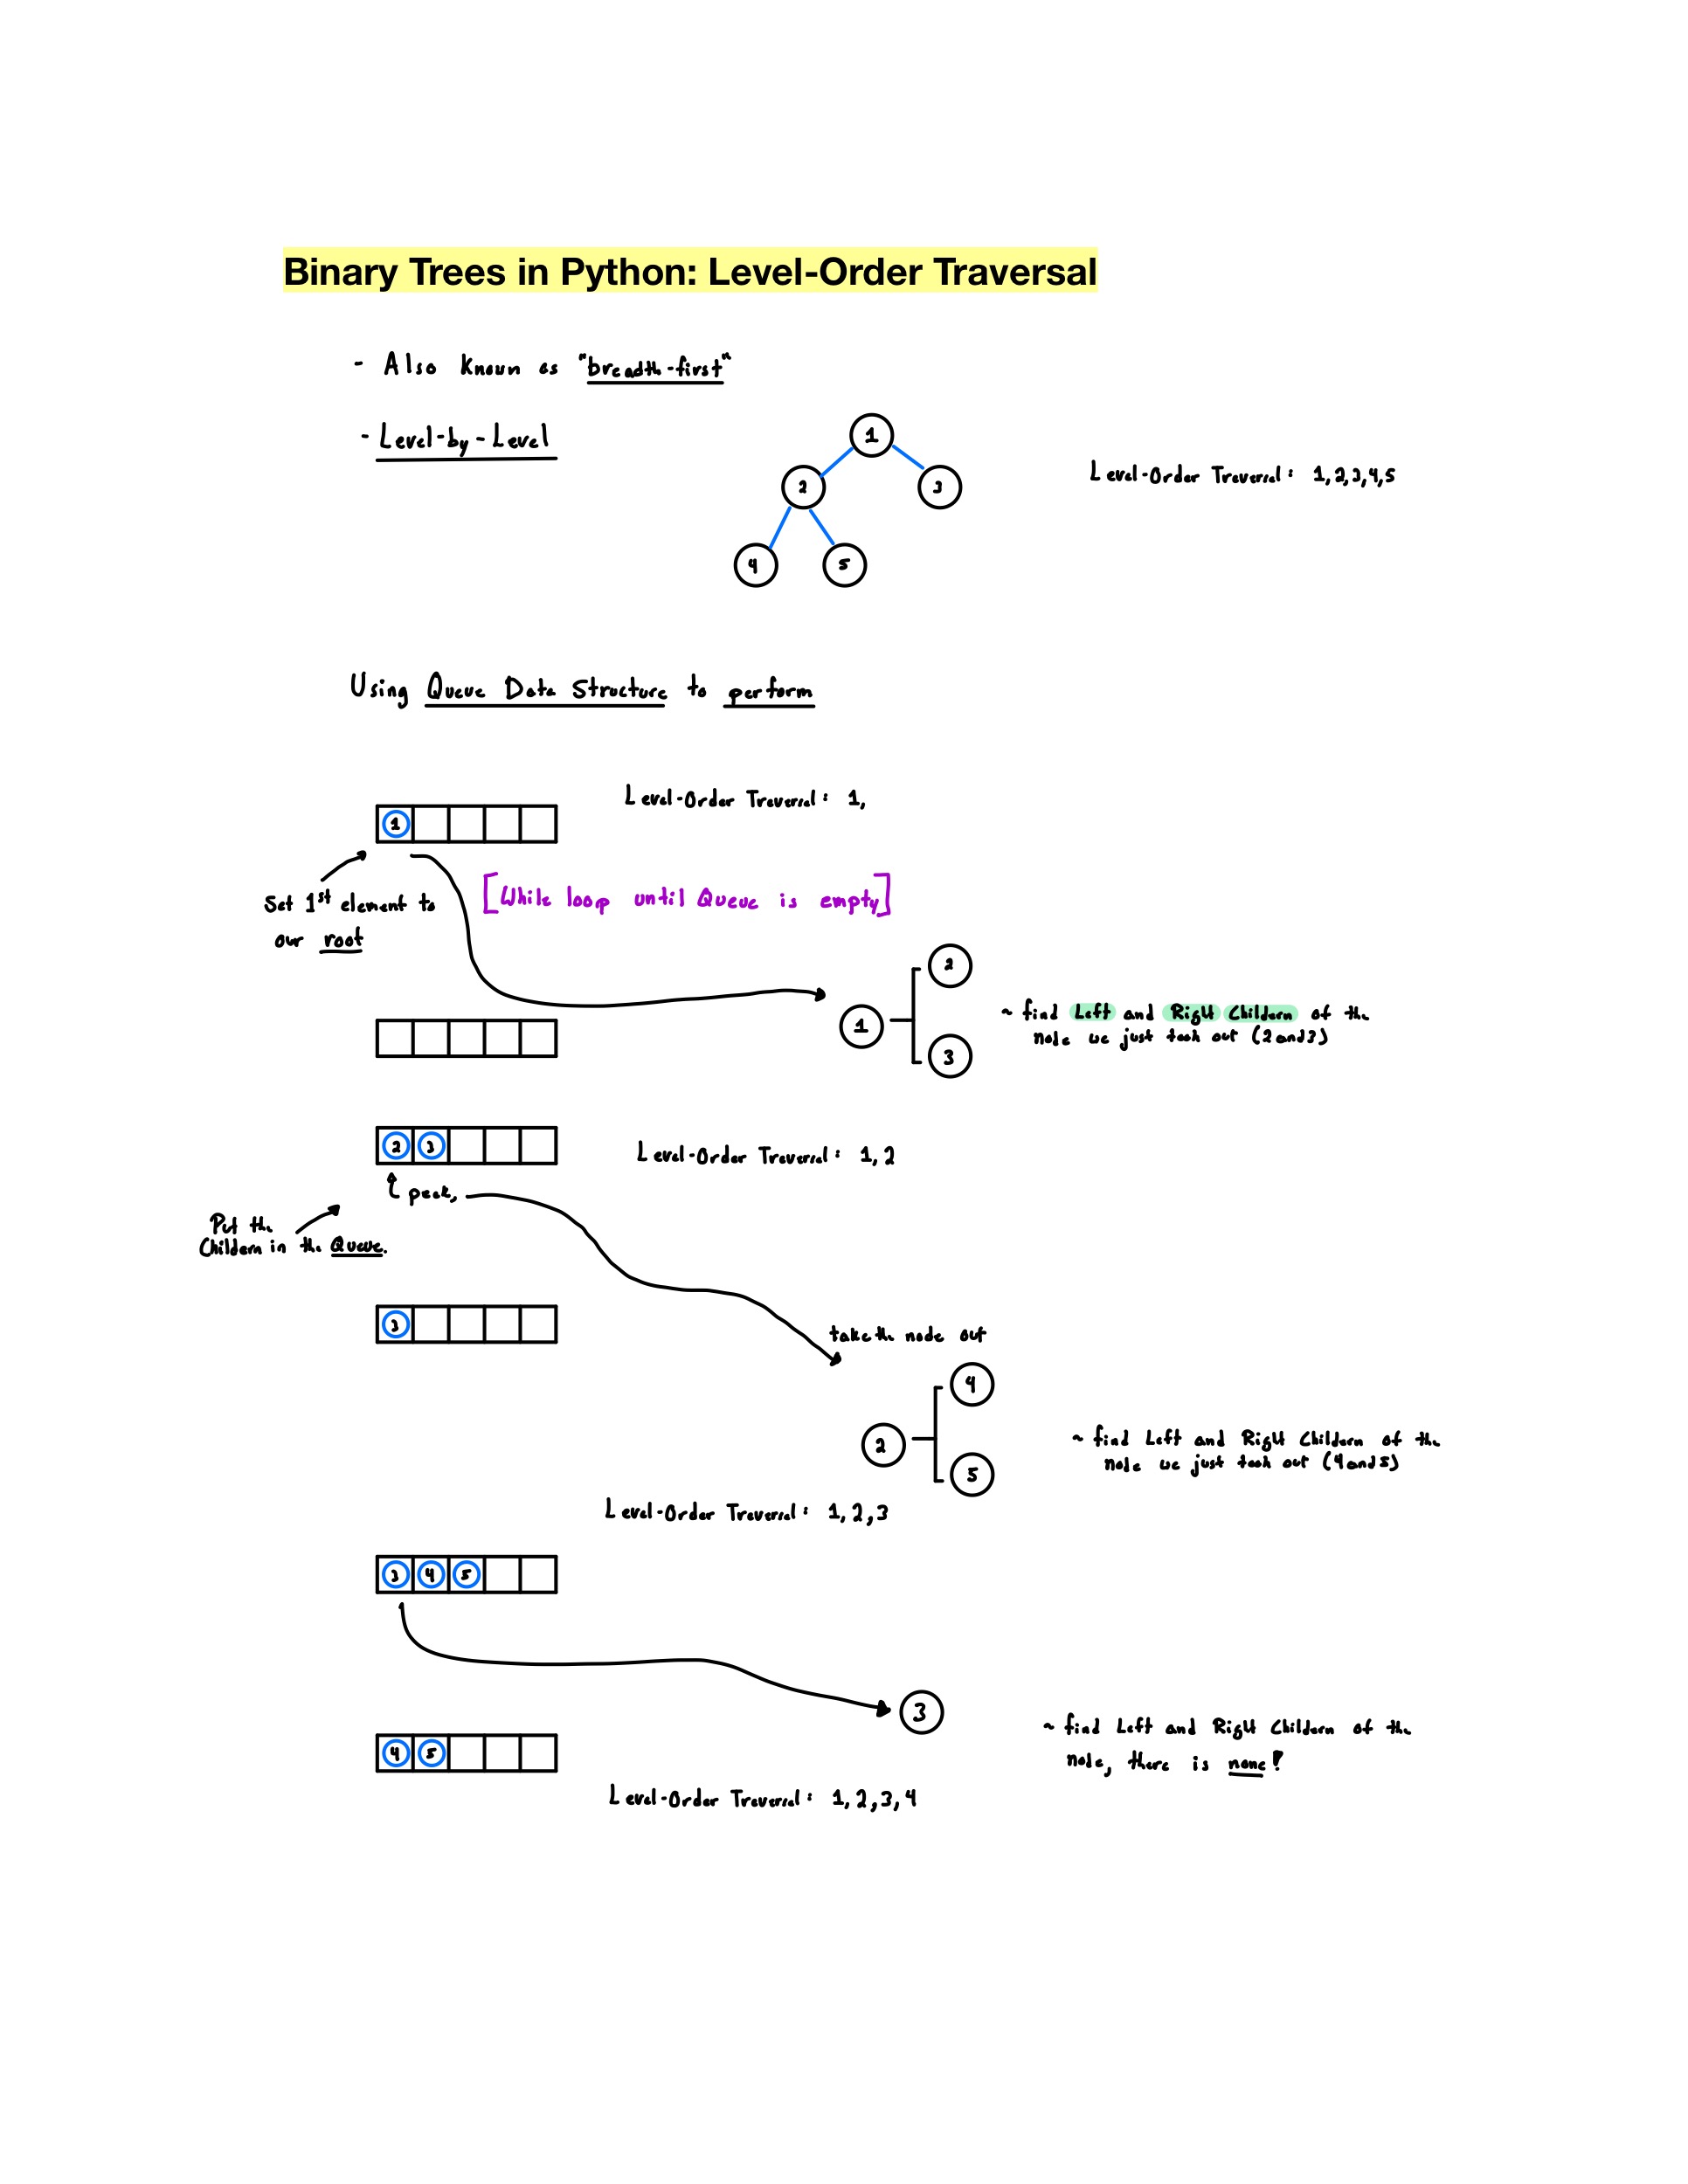 Binary Trees in Python: Level-Order Traversal
- Also Known as "breadth-first"
- Level-by-Level
1
2
3
4
5
Level-Order Traversal: 1,2,3,4,5
Using Queue Data Structure to perform
Level-Order Traversal: 1,
1
Set 1st element to
our root
[While loop until Queue is empty]
2
1
3
~ find Left and Right Childern of the
node we just took out (2 and 3)
2 3
Level-Order Traversal: 1,2
peek,
Put the
Childern in the Queue.
3
take the node out
4
2
5
~ find Left and Right Childern of the
node we just took out (4 and 5)
Level-Order Traversal: 1,2,3
3 4 5
3
~ find Left and Right Childern of the
node, there is none!
4 5
Level-Order Traversal: 1,2,3,4